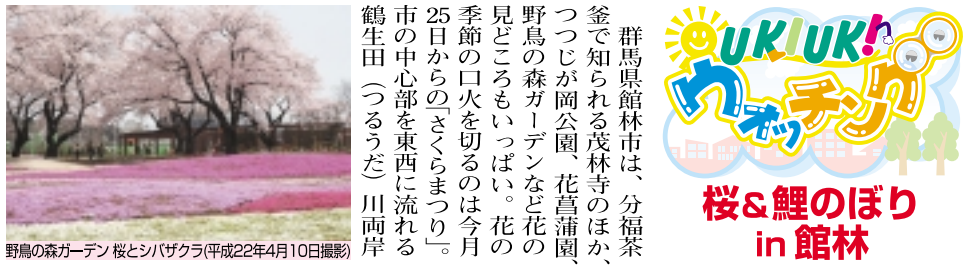 UKIUK!!
ウオッチング
桜&鯉のぼり
in 館林
群馬県館林市は、分福茶
釜で知られる茂林寺のほか、
つつじが岡公園、花菖蒲園、
野鳥の森ガーデンなど花の
見どころもいっぱい。花の
季節の口火を切るのは今月
25日からの「さくらまつり」。
市の中心部を東西に流れる
鶴生田（つるうだ）川両岸
野鳥の森ガーデン 桜とシバザクラ(平成22年4月10日撮影)